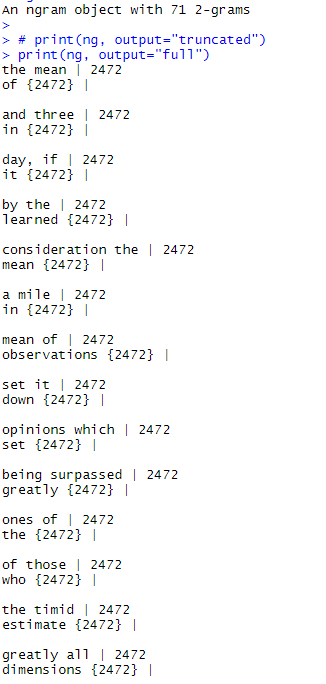 An ngram object with 71 2-grams
>
> # print(ng, output="truncated")
> print(ng, output="full")
the mean | 2472
of {2472} |
and three | 2472
in {2472} |
day, if | 2472
it {2472} |
by the | 2472
learned {2472} |
consideration the | 2472
mean {2472} |
a mile | 2472
in {2472} |
mean of | 2472
observations {2472} |
set it | 2472
down {2472} |
opinions which | 2472
set {2472} |
being surpassed | 2472
greatly {2472} |
ones of | 2472
the {2472} |
of those | 2472
who {2472} |
the timid | 2472
estimate {2472} |
greatly all | 2472
dimensions {2472} |